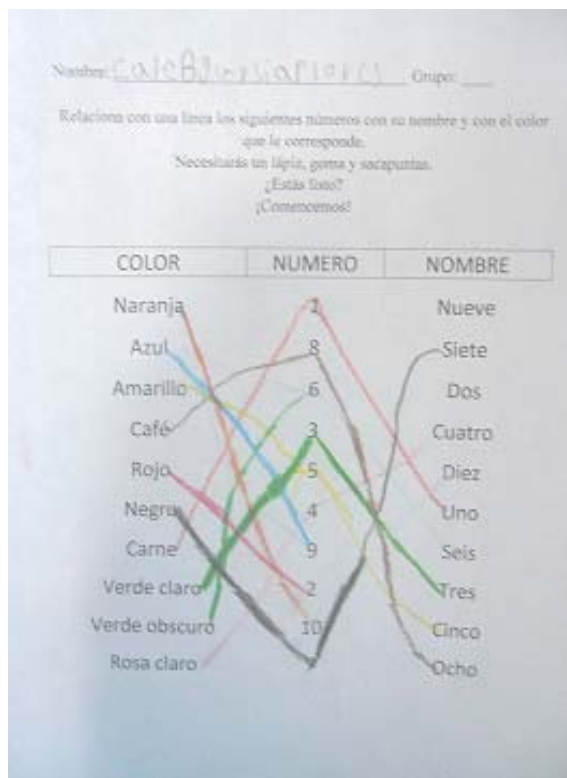 Nombre: Grupo:
Relaciona con una línea los siguientes números con su nombre y con el color
que le corresponde.
Necesitarás un lápiz, goma y sacapuntas.
¿Estás listo?
¡Comencemos!
COLOR NUMERO NOMBRE
Naranja 1 Nueve
Azul 8 Siete
Amarillo 6 Dos
Café 3 Cuatro
Rojo 5 Diez
Negro 4 Uno
Carne 9 Seis
Verde claro 2 Tres
Verde obscuro 10 Cinco
Rosa claro Ocho